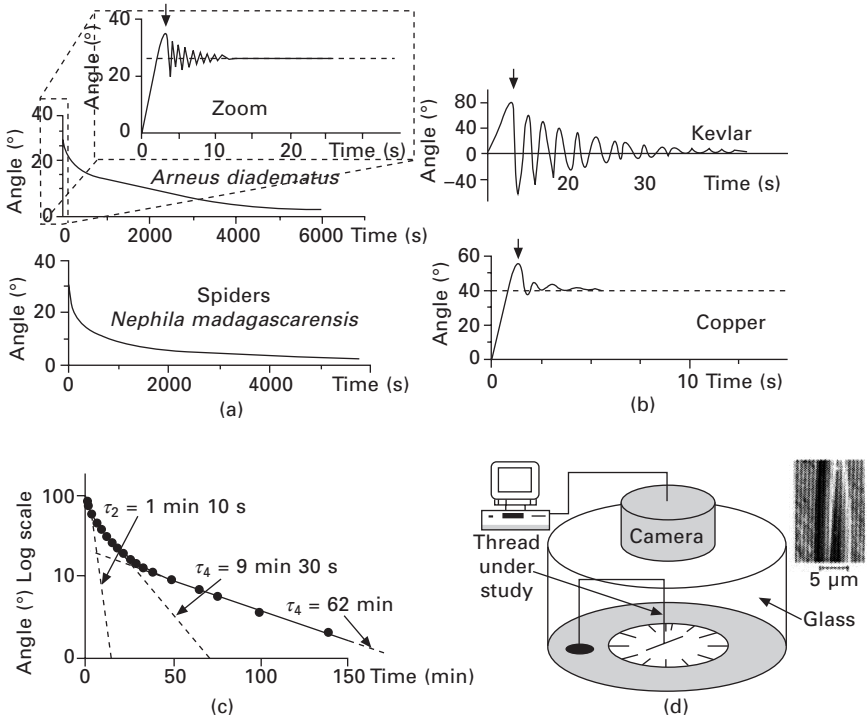 40
20
0
Angle (°)
Zoom
0
10
20
Time (s)
40
20
0
Angle (°)
Arneus diadematus
0
2000
4000
6000
Time (s)
40
20
0
Angle (°)
Spiders
Nephila madagascarensis
0
2000
4000
Time (s)
(a)
80
40
0
−40
Angle (°)
Kevlar
20
30
Time (s)
60
40
20
0
Angle (°)
Copper
0
10
Time (s)
(b)
100
10
0
Angle (°) Log scale
τ2 = 1 min 10 s
τ4 = 9 min 30 s
τ4 = 62 min
0
50
100
150
Time (min)
(c)
Thread
under
study
Camera
5 μm
Glass
(d)